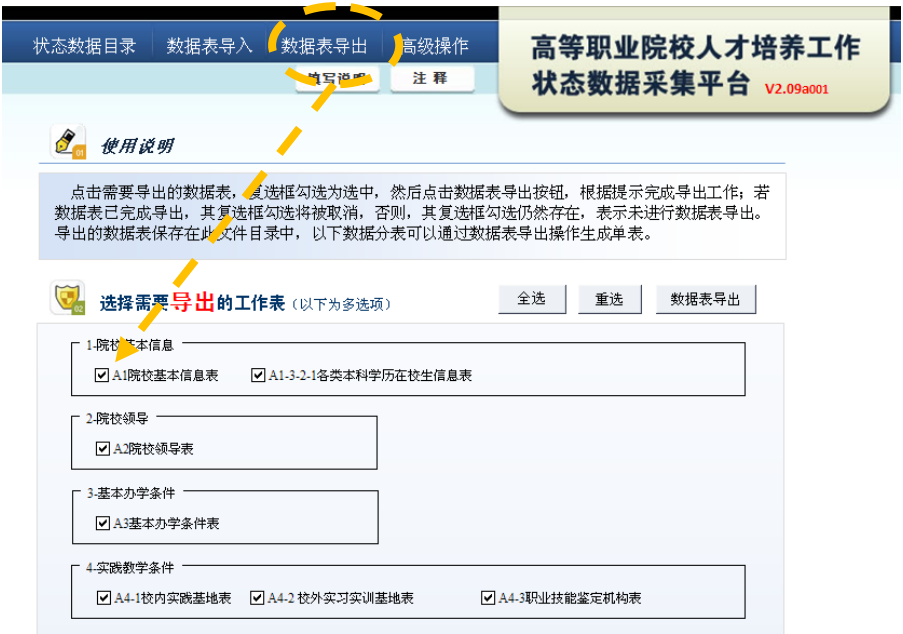 状态数据目录 数据表导入 数据表导出 高级操作
高等职业院校人才培养工作
状态数据采集平台 V2.09a001
填写说明 注释
01 使用说明
点击需要导出的数据表，复选框勾选为选中，然后点击数据表导出按钮，根据提示完成导出工作；若
数据表已完成导出，其复选框勾选将被取消，否则，其复选框勾选仍然存在，表示未进行数据表导出。
导出的数据表保存在此文件目录中，以下数据分表可以通过数据表导出操作生成单表。
02 选择需要导出的工作表（以下为多选项） 全选 重选 数据表导出
1-院校基本信息
A1院校基本信息表 A1-3-2-1各类本科学历在校生信息表
2-院校领导
A2院校领导表
3-基本办学条件
A3基本办学条件表
4-实践教学条件
A4-1校内实践基地表 A4-2 校外实习实训基地表 A4-3职业技能鉴定机构表